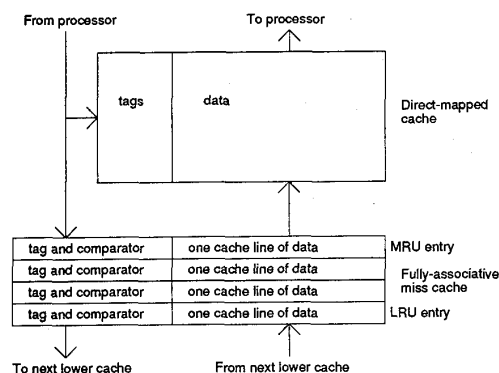 From processor
To processor
tags
data
Direct-mapped
cache
tag and comparator
one cache line of data
MRU entry
tag and comparator
one cache line of data
Fully-associative
tag and comparator
one cache line of data
miss cache
tag and comparator
one cache line of data
LRU entry
To next lower cache
From next lower cache